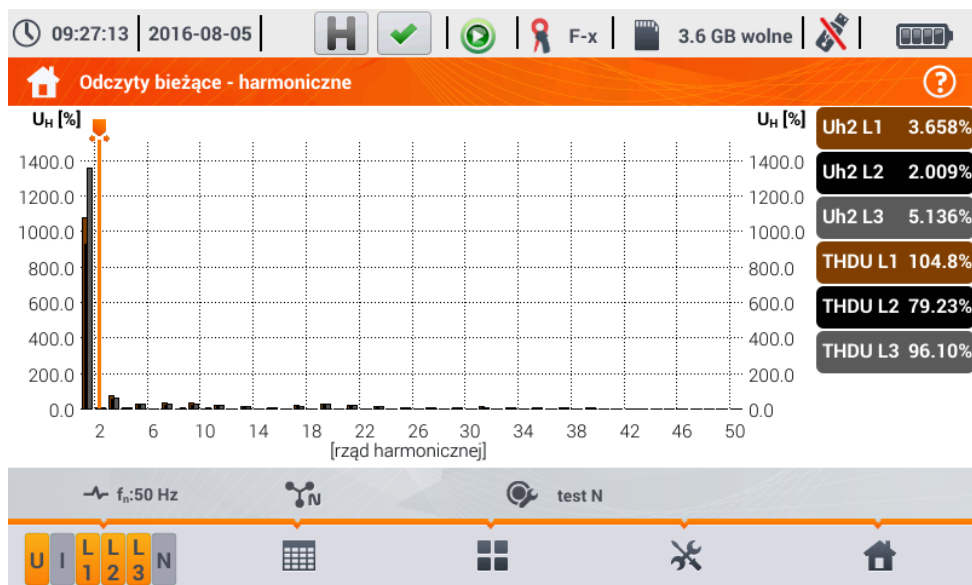 09:27:13 2016-08-05 H F-x 3.6 GB wolne
Odczyty bieżące - harmoniczne ?
U_H [%] U_H [%]
1400.0 1400.0
1200.0 1200.0
1000.0 1000.0
800.0 800.0
600.0 600.0
400.0 400.0
200.0 200.0
0.0 0.0
2 6 10 14 18 22 26 30 34 38 42 46 50
[rząd harmonicznej]
Uh2 L1 3.658%
Uh2 L2 2.009%
Uh2 L3 5.136%
THDU L1 104.8%
THDU L2 79.23%
THDU L3 96.10%
fₙ:50 Hz N test N
U I L1 L2 L3 N